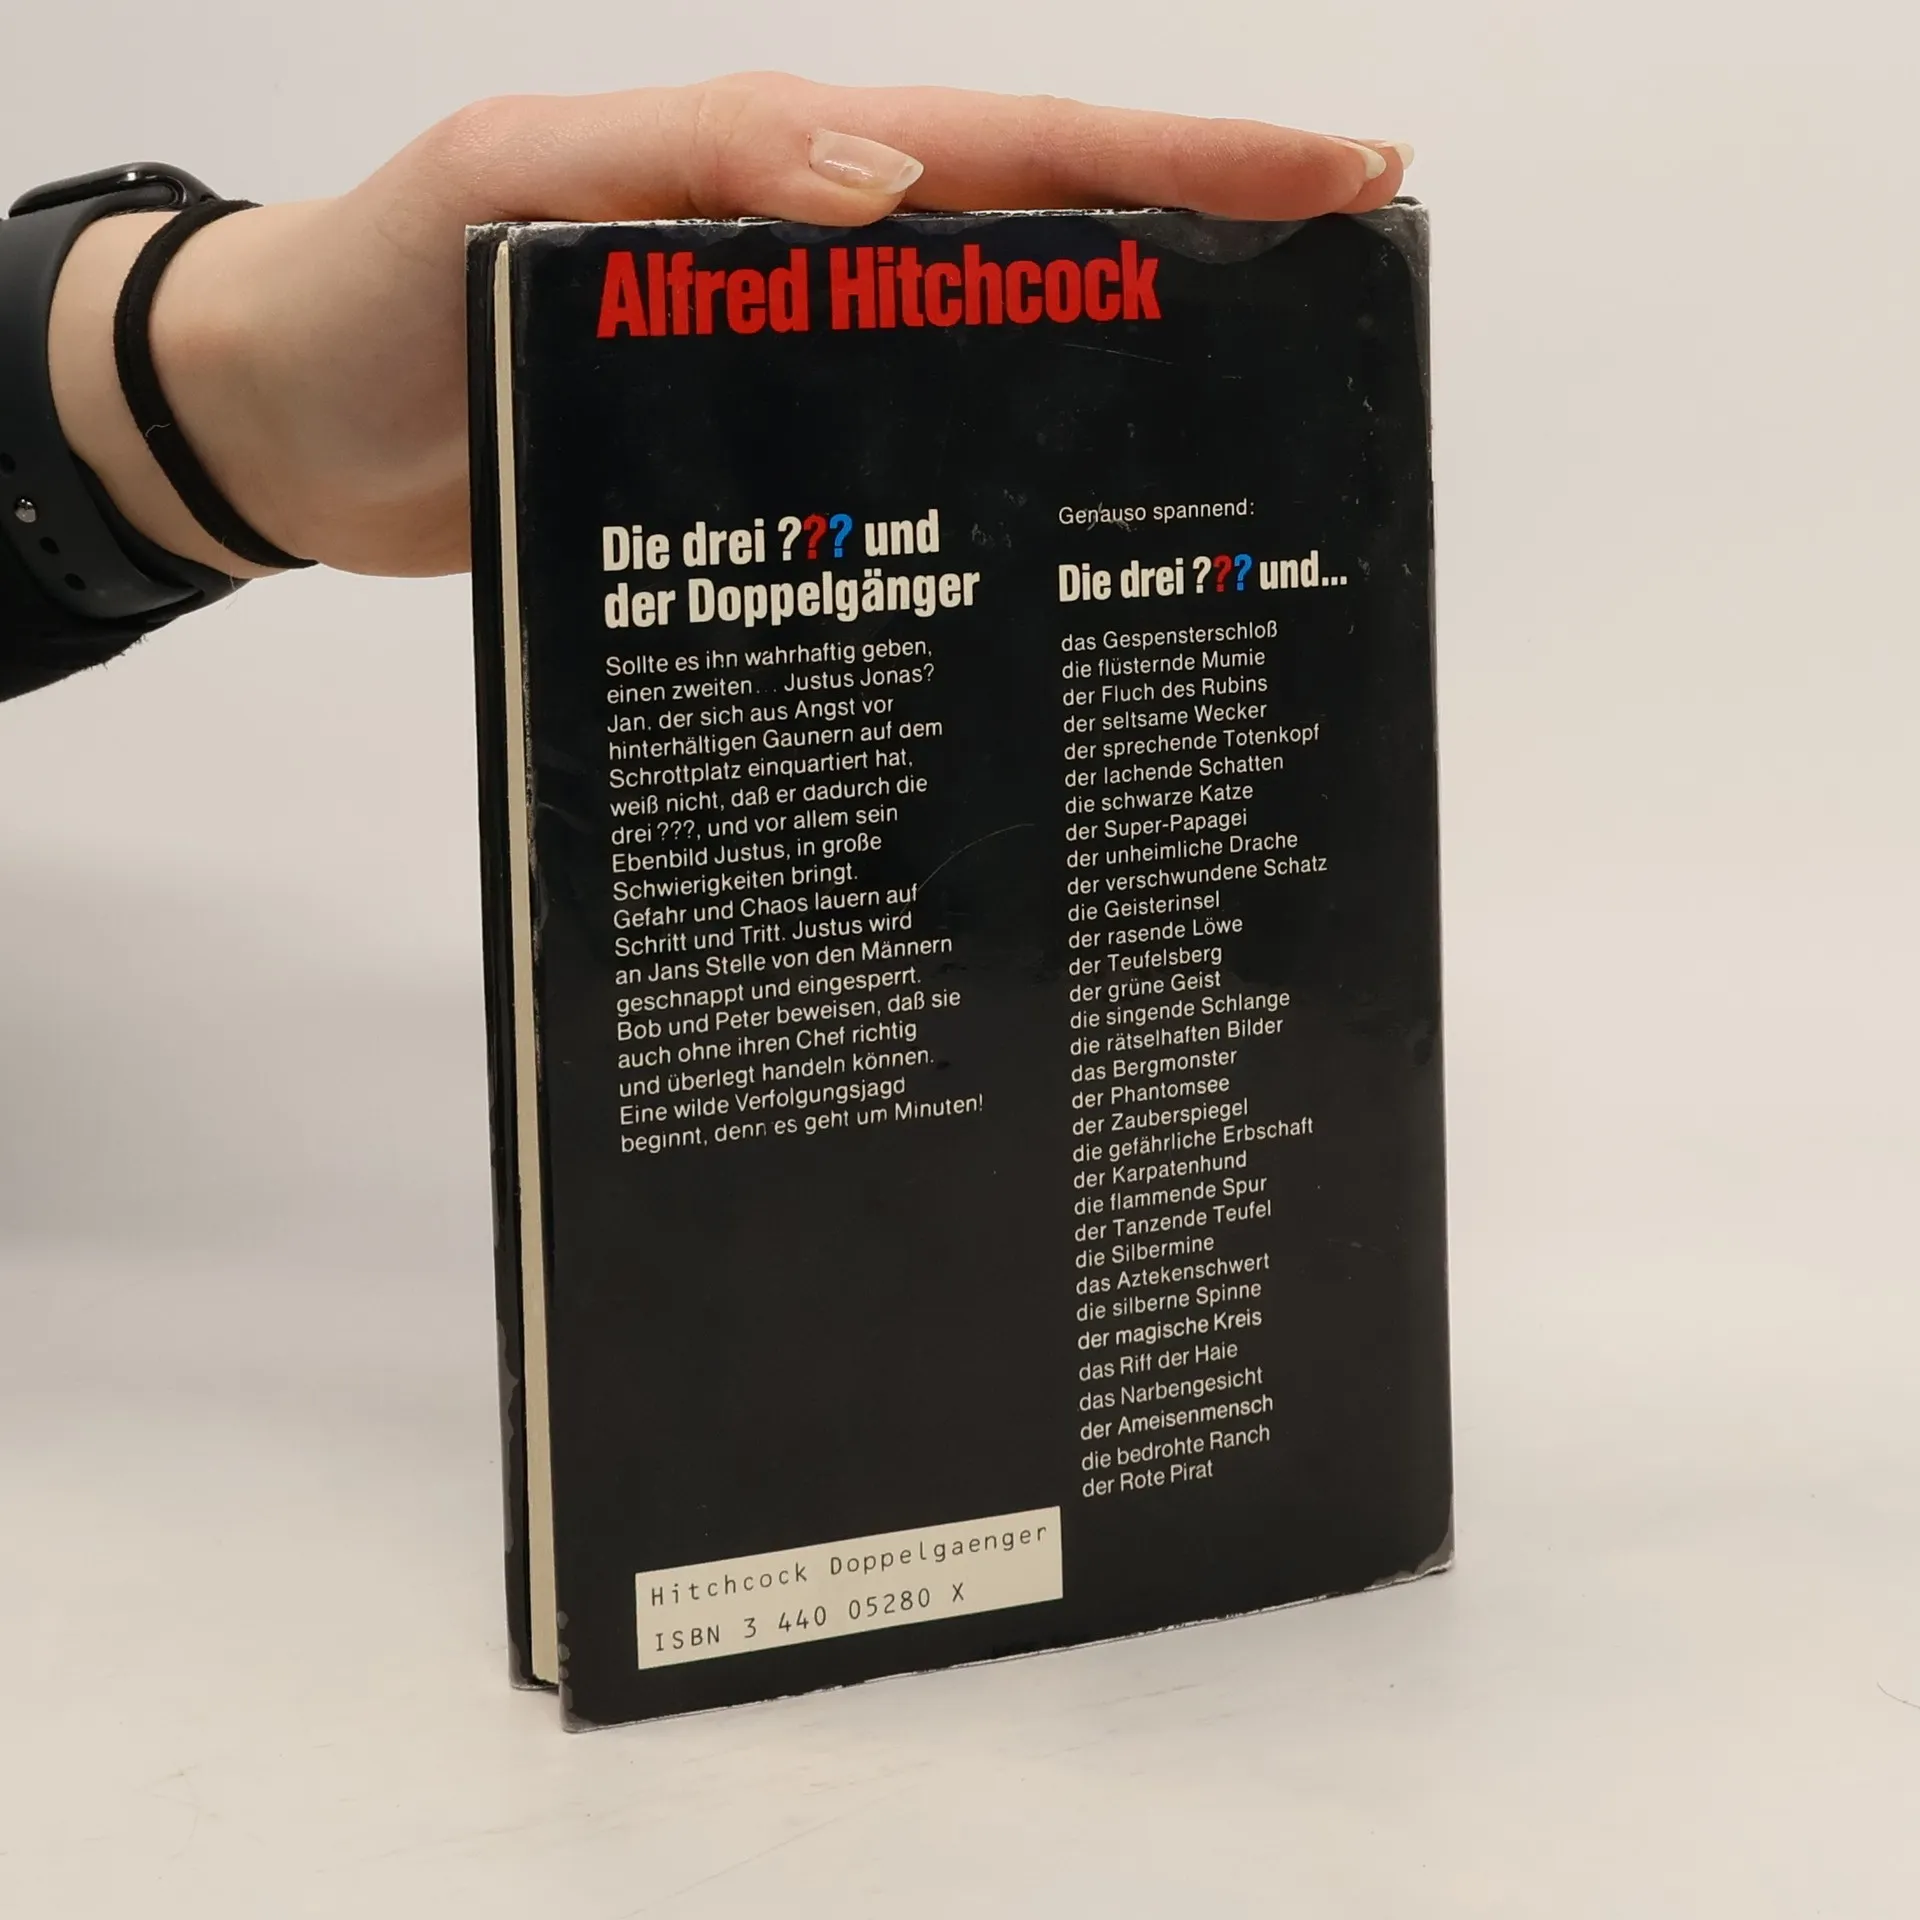 Alfred Hitchcock
Die drei ??? und
der Doppelgänger
Sollte es ihn wahrhaftig geben,
einen zweiten... Justus Jonas?
Jan, der sich aus Angst vor
hinterhältigen Gaunern auf dem
Schrottplatz einquartiert hat,
weiß nicht, daß er dadurch die
drei ???, und vor allem sein
Ebenbild Justus, in große
Schwierigkeiten bringt.
Gefahr und Chaos lauern auf
Schritt und Tritt. Justus wird
an Jans Stelle von den Männern
geschnappt und eingesperrt.
Bob und Peter beweisen, daß sie
auch ohne ihren Chef richtig
und überlegt handeln können.
Eine wilde Verfolgungsjagd
beginnt, denn es geht um Minuten!
Genauso spannend:
Die drei ??? und...
das Gespensterschloß
die flüsternde Mumie
der Fluch des Rubins
der seltsame Wecker
der sprechende Totenkopf
der lachende Schatten
die schwarze Katze
der Super-Papagei
der unheimliche Drache
der verschwundene Schatz
die Geisterinsel
der rasende Löwe
der Teufelsberg
der grüne Geist
die singende Schlange
die rätselhaften Bilder
das Bergmonster
der Phantomsee
der Zauberspiegel
die gefährliche Erbschaft
der Karpatenhund
die flammende Spur
der Tanzende Teufel
die Silbermine
das Aztekenschwert
die silberne Spinne
der magische Kreis
das Riff der Haie
das Narbengesicht
der Ameisenmensch
die bedrohte Ranch
der Rote Pirat
Hitchcock Doppelgaenger
ISBN 3 440 05280 X